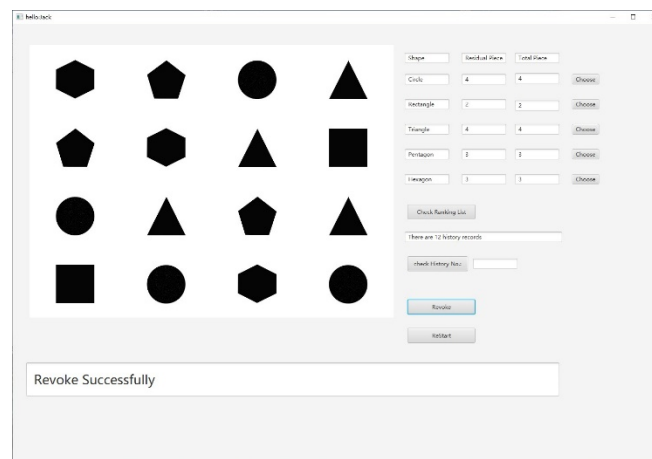 hello:Jack
Shape Residual Piece Total Piece
Circle 4 4 Choose
Rectangle 2 2 Choose
Triangle 4 4 Choose
Pentagon 3 3 Choose
Hexagon 3 3 Choose
Check Ranking List
There are 12 history records
check History No.:
Revoke
ReStart
Revoke Successfully